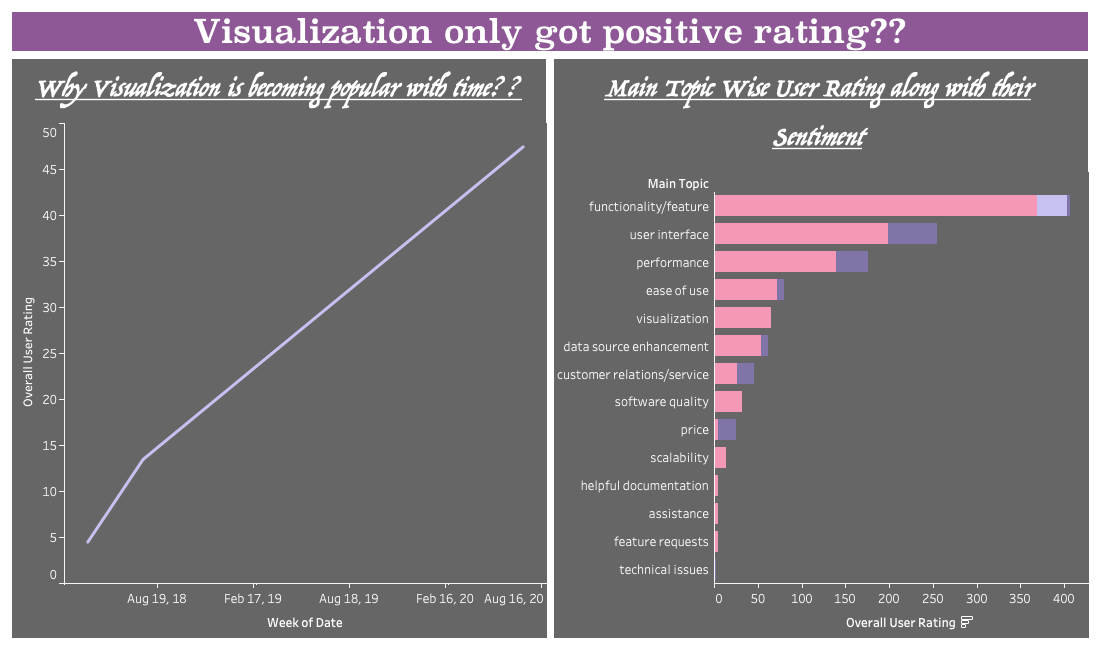 Visualization only got positive rating??
Why Visualization is becoming popular with time? ?
50
45
40
35
30
25
20
15
10
5
0
Overall User Rating
Aug 19, 18
Feb 17, 19
Aug 18, 19
Feb 16, 20
Aug 16, 20
Week of Date
Main Topic Wise User Rating along with their
Sentiment
Main Topic
functionality/feature
user interface
performance
ease of use
visualization
data source enhancement
customer relations/service
software quality
price
scalability
helpful documentation
assistance
feature requests
technical issues
0
50
100
150
200
250
300
350
400
Overall User Rating